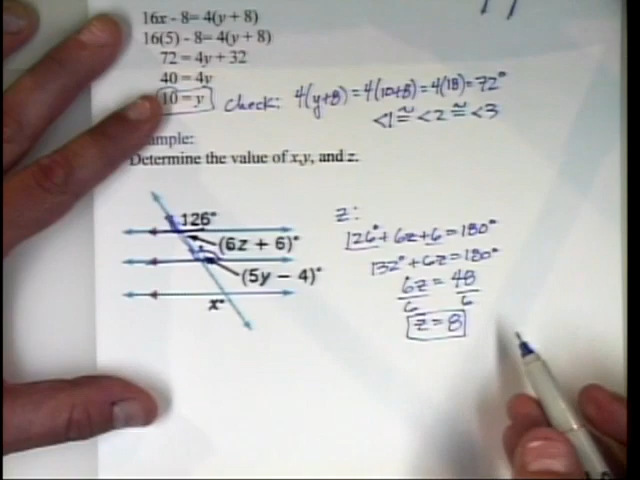 16x - 8= 4(y + 8)
16(5) - 8= 4(y + 8)
72 = 4y + 32
40 = 4y
10 = y check: 4(y+8) = 4(10+8) = 4(18) = 72°
<1 ≅ <2 ≅ <3
ample:
Determine the value of x,y, and z.
126°
(6z + 6)°
(5y − 4)°
x°
z:
126° + 6z + 6 = 180°
132° + 6z = 180°
6z = 48
6 6
z = 8